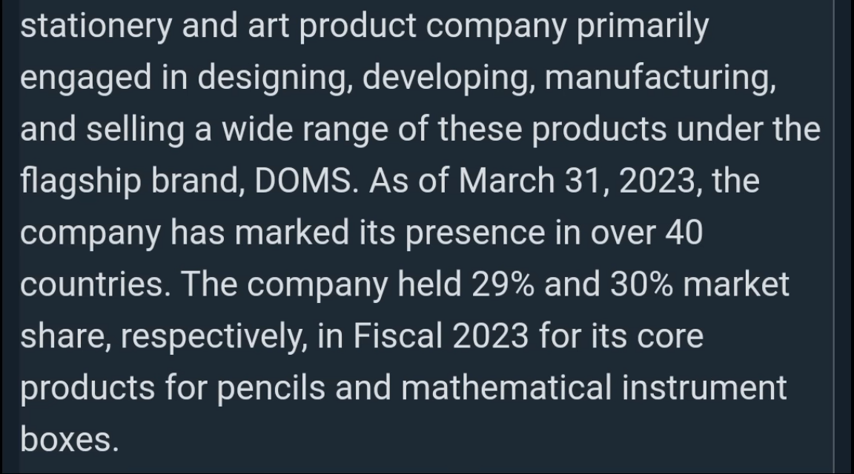 stationery and art product company primarily
engaged in designing, developing, manufacturing,
and selling a wide range of these products under the
flagship brand, DOMS. As of March 31, 2023, the
company has marked its presence in over 40
countries. The company held 29% and 30% market
share, respectively, in Fiscal 2023 for its core
products for pencils and mathematical instrument
boxes.